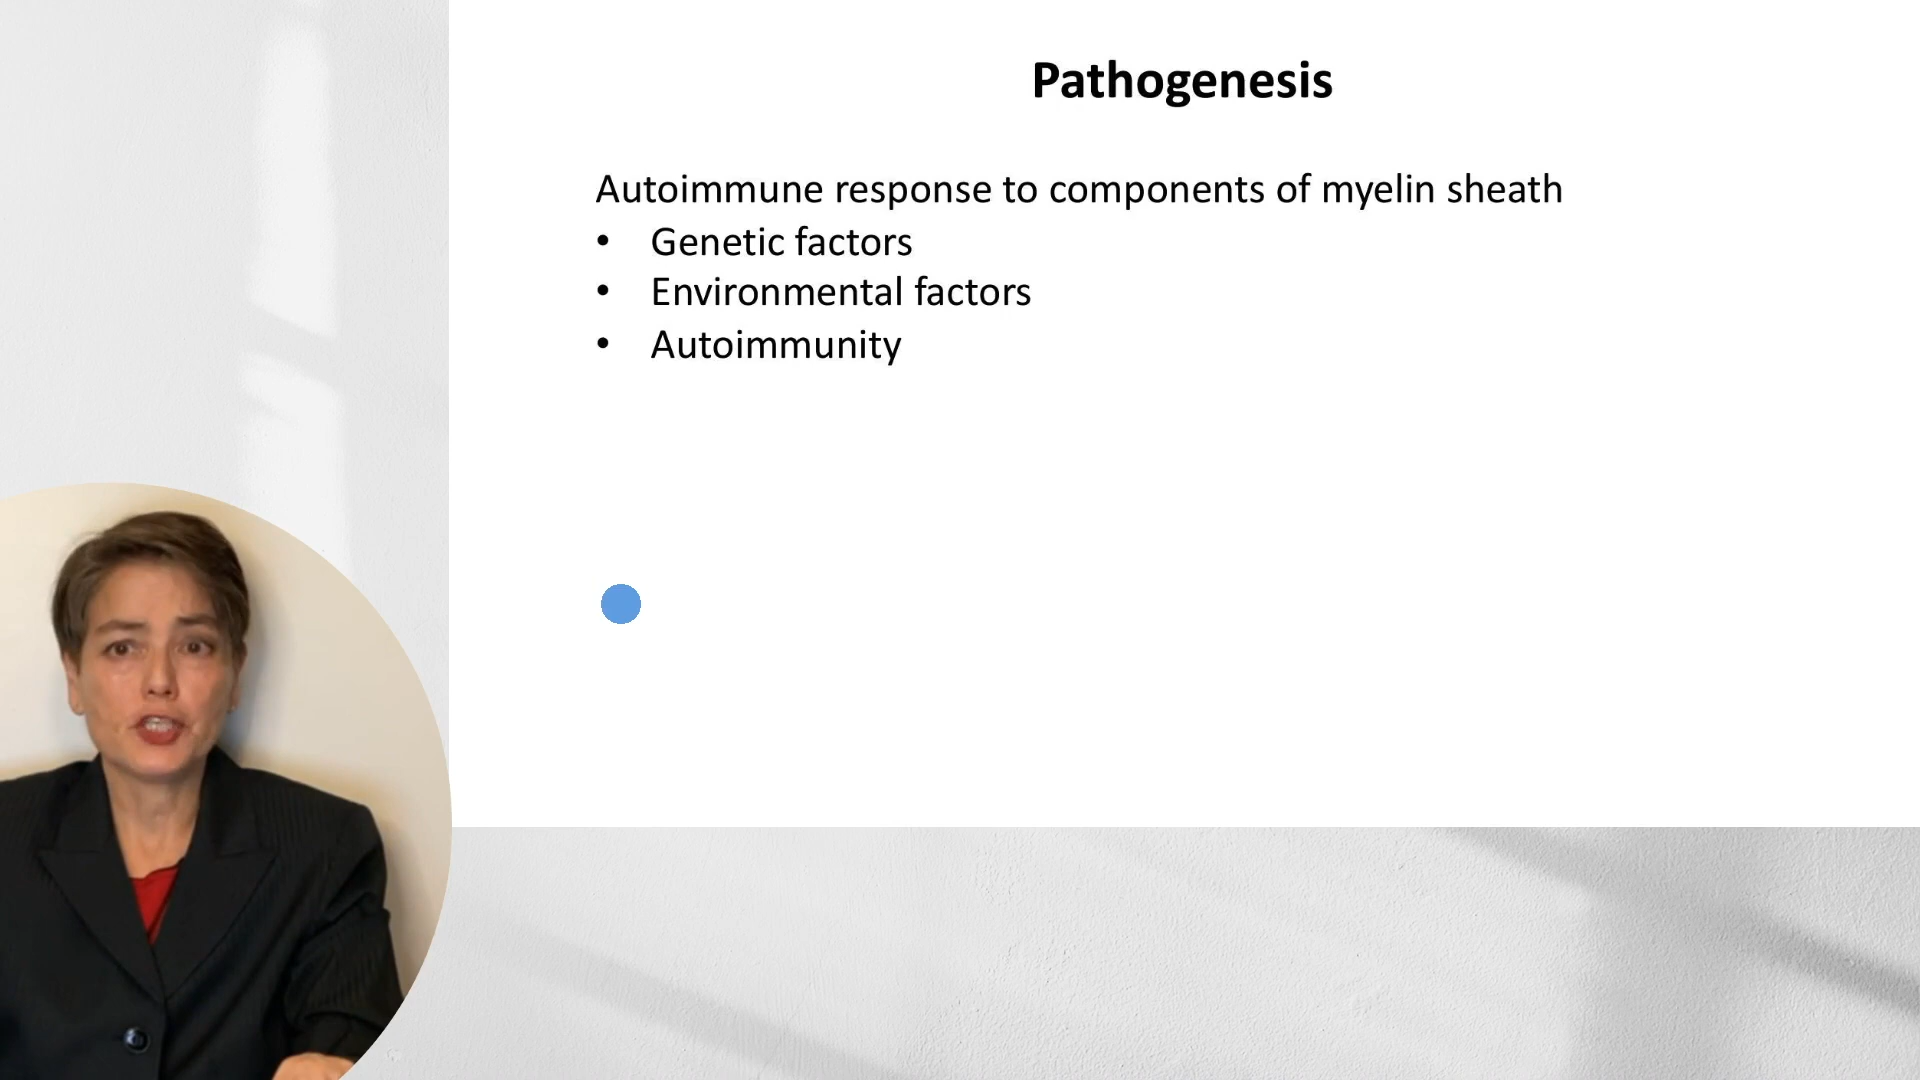 Pathogenesis
Autoimmune response to components of myelin sheath
• Genetic factors
• Environmental factors
• Autoimmunity